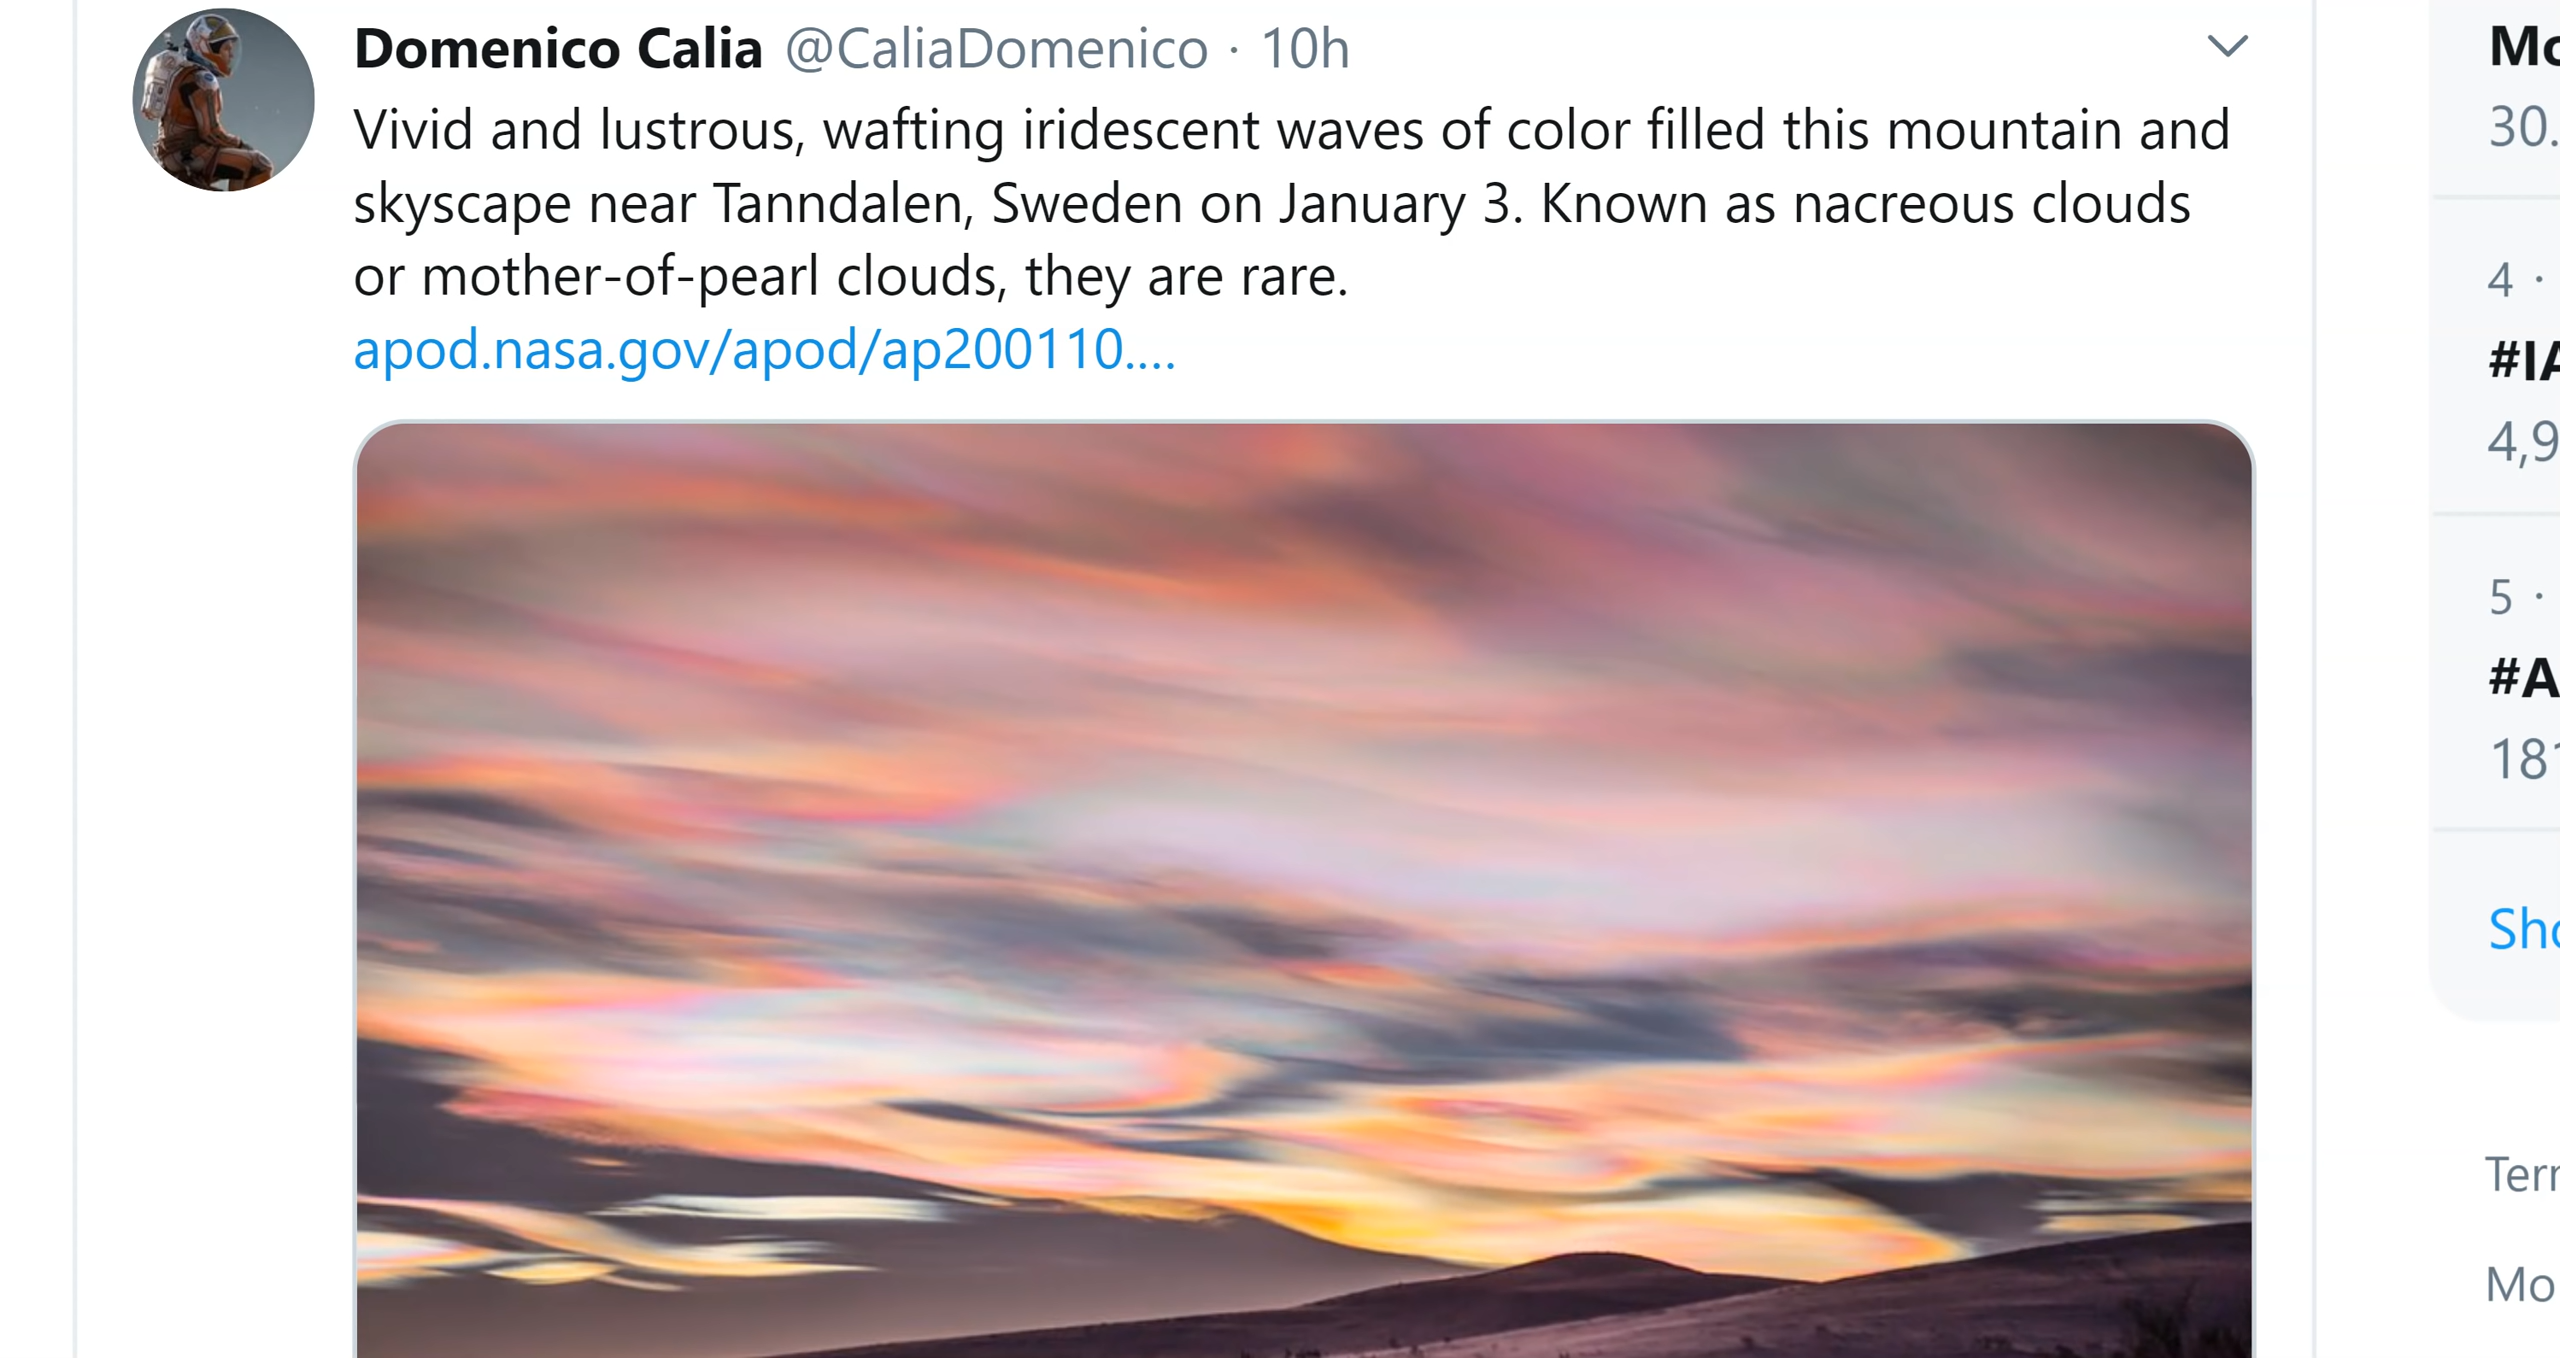 Domenico Calia @CaliaDomenico · 10h
Vivid and lustrous, wafting iridescent waves of color filled this mountain and
skyscape near Tanndalen, Sweden on January 3. Known as nacreous clouds
or mother-of-pearl clouds, they are rare.
apod.nasa.gov/apod/ap200110....
4 ·
5 ·